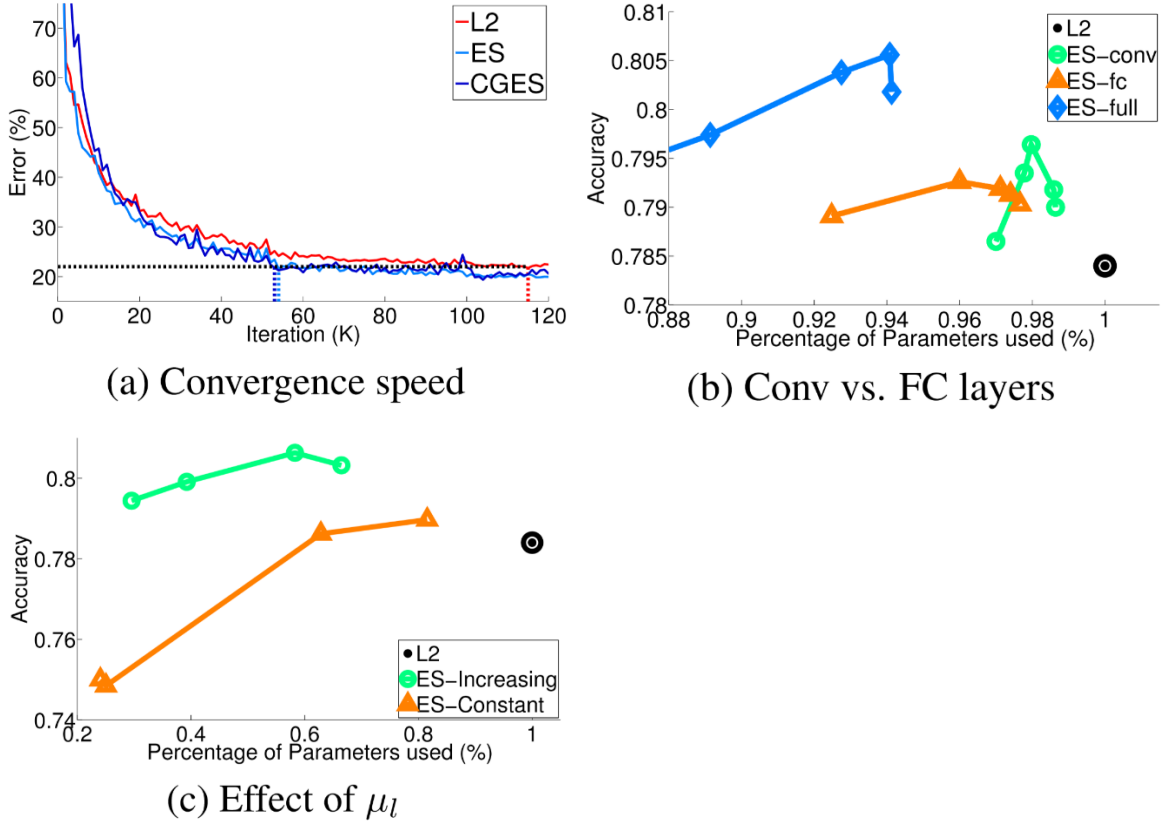 70
60
50
40
30
20
Error (%)
0
20
40
60
80
100
120
Iteration (K)
L2
ES
CGES
(a) Convergence speed
0.81
0.805
0.8
0.795
0.79
0.785
0.78
Accuracy
0.88
0.9
0.92
0.94
0.96
0.98
1
Percentage of Parameters used (%)
L2
ES-conv
ES-fc
ES-full
(b) Conv vs. FC layers
0.8
0.78
0.76
0.74
Accuracy
0.2
0.4
0.6
0.8
1
Percentage of Parameters used (%)
L2
ES-Increasing
ES-Constant
(c) Effect of μₗ